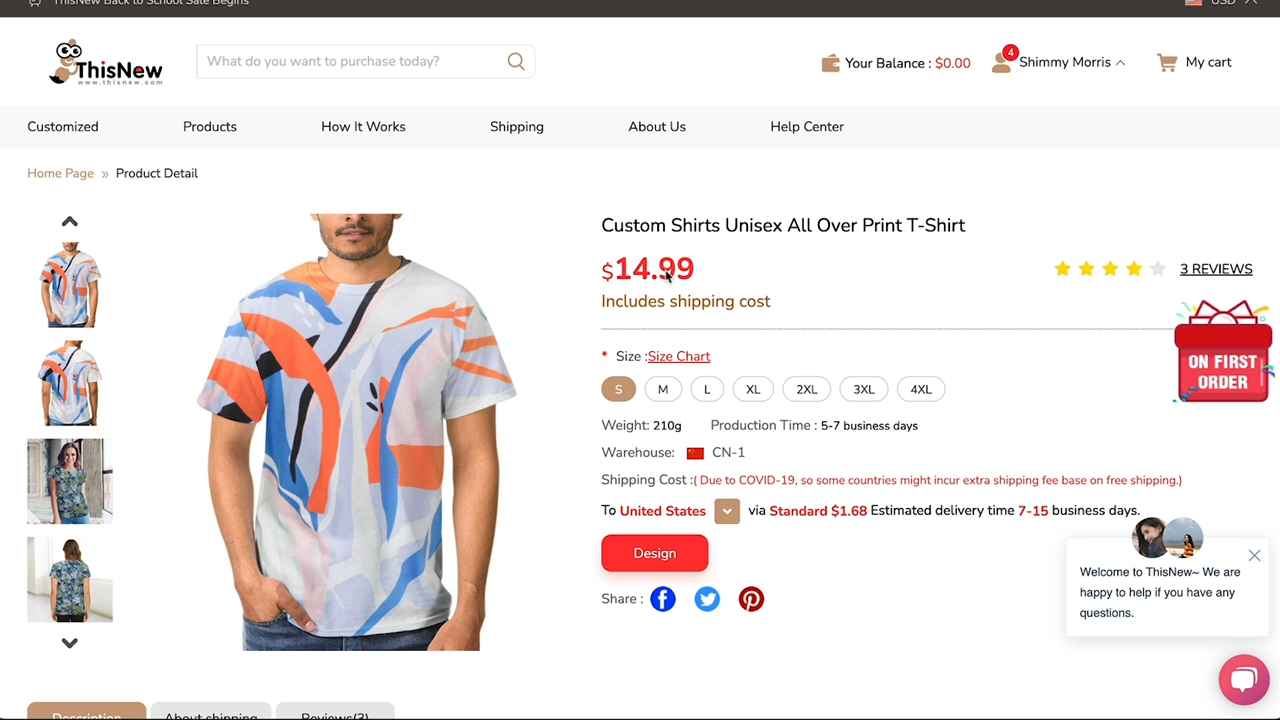 ThisNew Back to School Sale Begins
USD
ThisNew
www.thisnew.com
What do you want to purchase today?
Your Balance : $0.00
4
Shimmy Morris
My cart
Customized
Products
How It Works
Shipping
About Us
Help Center
Home Page » Product Detail
Custom Shirts Unisex All Over Print T-Shirt
$14.99
3 REVIEWS
Includes shipping cost
ON FIRST
ORDER
* Size :Size Chart
S
M
L
XL
2XL
3XL
4XL
Weight: 210g
Production Time : 5-7 business days
Warehouse: CN-1
Shipping Cost :( Due to COVID-19, so some countries might incur extra shipping fee base on free shipping.)
To United States via Standard $1.68 Estimated delivery time 7-15 business days.
Design
Share :
Welcome to ThisNew~ We are
happy to help if you have any
questions.
Description
About shipping
Reviews(3)